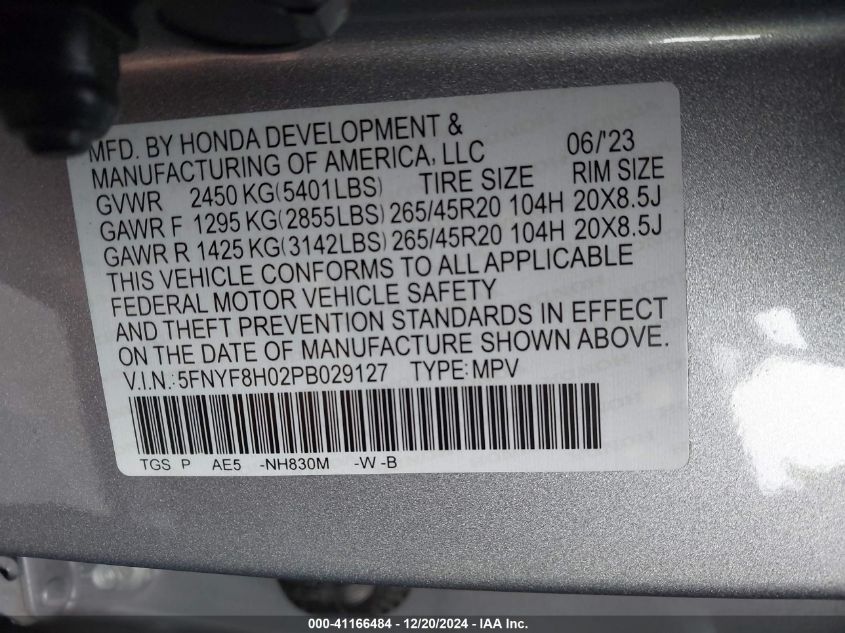 MFD. BY HONDA DEVELOPMENT &
MANUFACTURING OF AMERICA, LLC 06/'23
GVWR 2450 KG(5401LBS) TIRE SIZE RIM SIZE
GAWR F 1295 KG(2855LBS) 265/45R20 104H 20X8.5J
GAWR R 1425 KG(3142LBS) 265/45R20 104H 20X8.5J
THIS VEHICLE CONFORMS TO ALL APPLICABLE
FEDERAL MOTOR VEHICLE SAFETY
AND THEFT PREVENTION STANDARDS IN EFFECT
ON THE DATE OF MANUFACTURE SHOWN ABOVE.
V.I.N.: 5FNYF8H02PB029127 TYPE: MPV
TGS P AE5 -NH830M -W -B
000-41166484 - 12/20/2024 - IAA Inc.